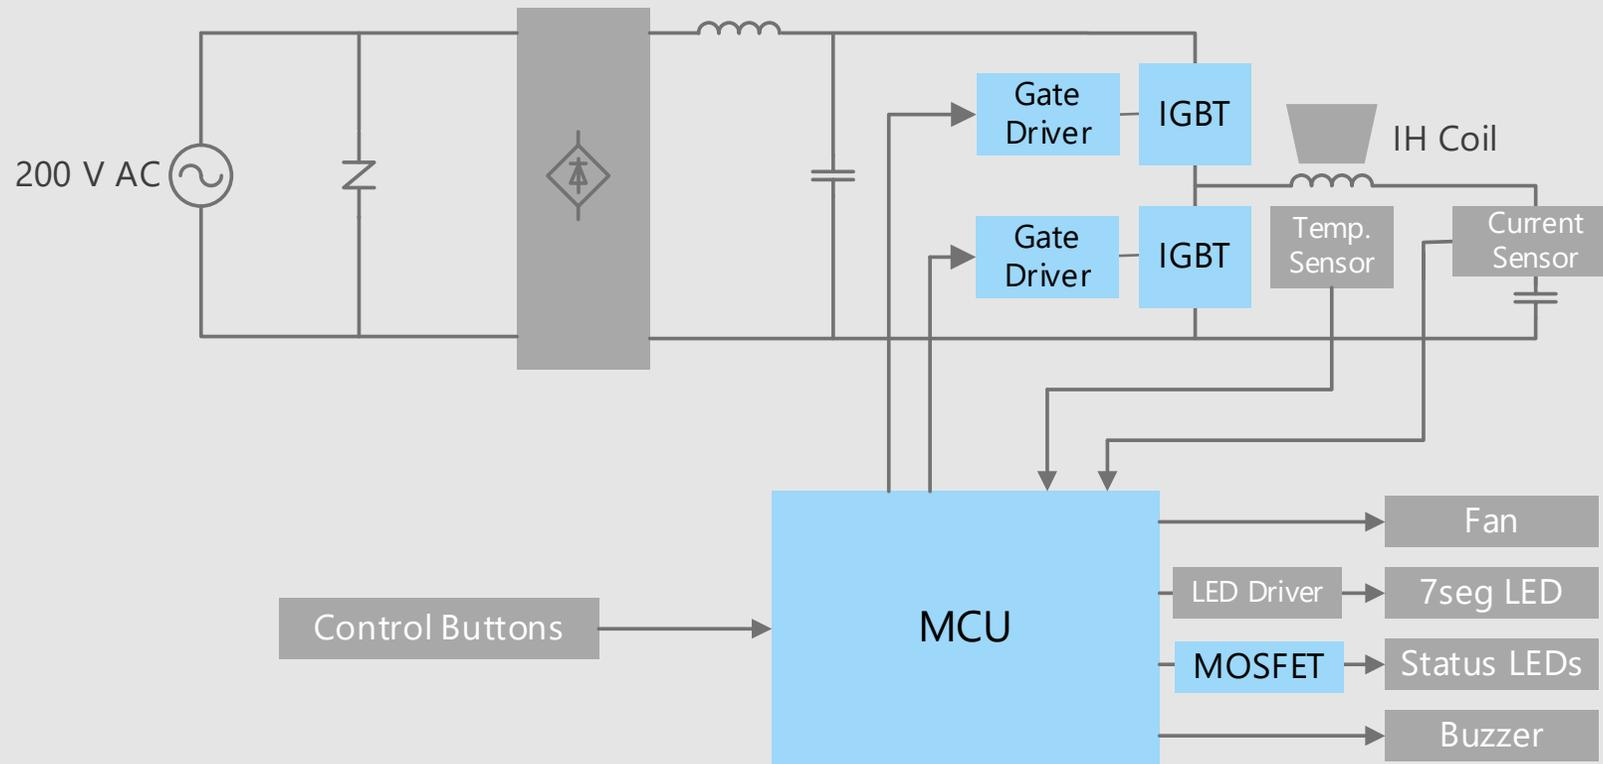 Gate
Driver
IGBT
IH Coil
200 V AC
Gate
Driver
IGBT
Temp.
Sensor
Current
Sensor
Fan
LED Driver
7seg LED
Control Buttons
MCU
MOSFET
Status LEDs
Buzzer